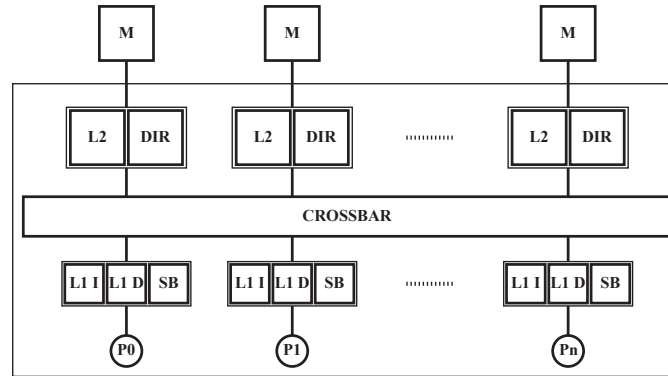 M M M
L2 DIR L2 DIR L2 DIR
CROSSBAR
L1 I L1 D SB L1 I L1 D SB L1 I L1 D SB
P0 P1 Pn